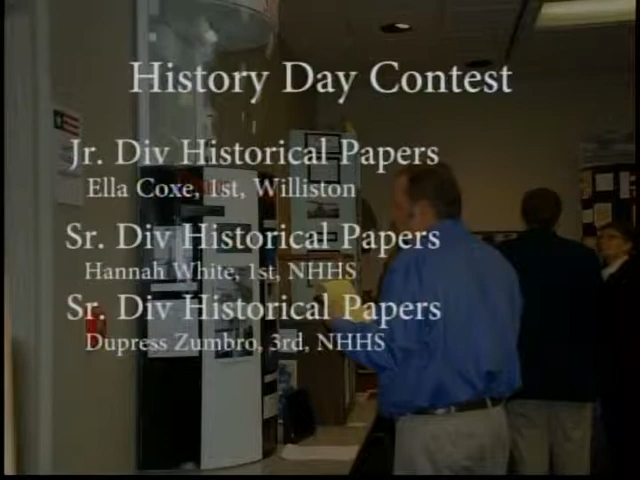 History Day Contest
Jr. Div Historical Papers
Ella Coxe, 1st, Williston
Sr. Div Historical Papers
Hannah White, 1st, NHHS
Sr. Div Historical Papers
Dupress Zumbro, 3rd, NHHS